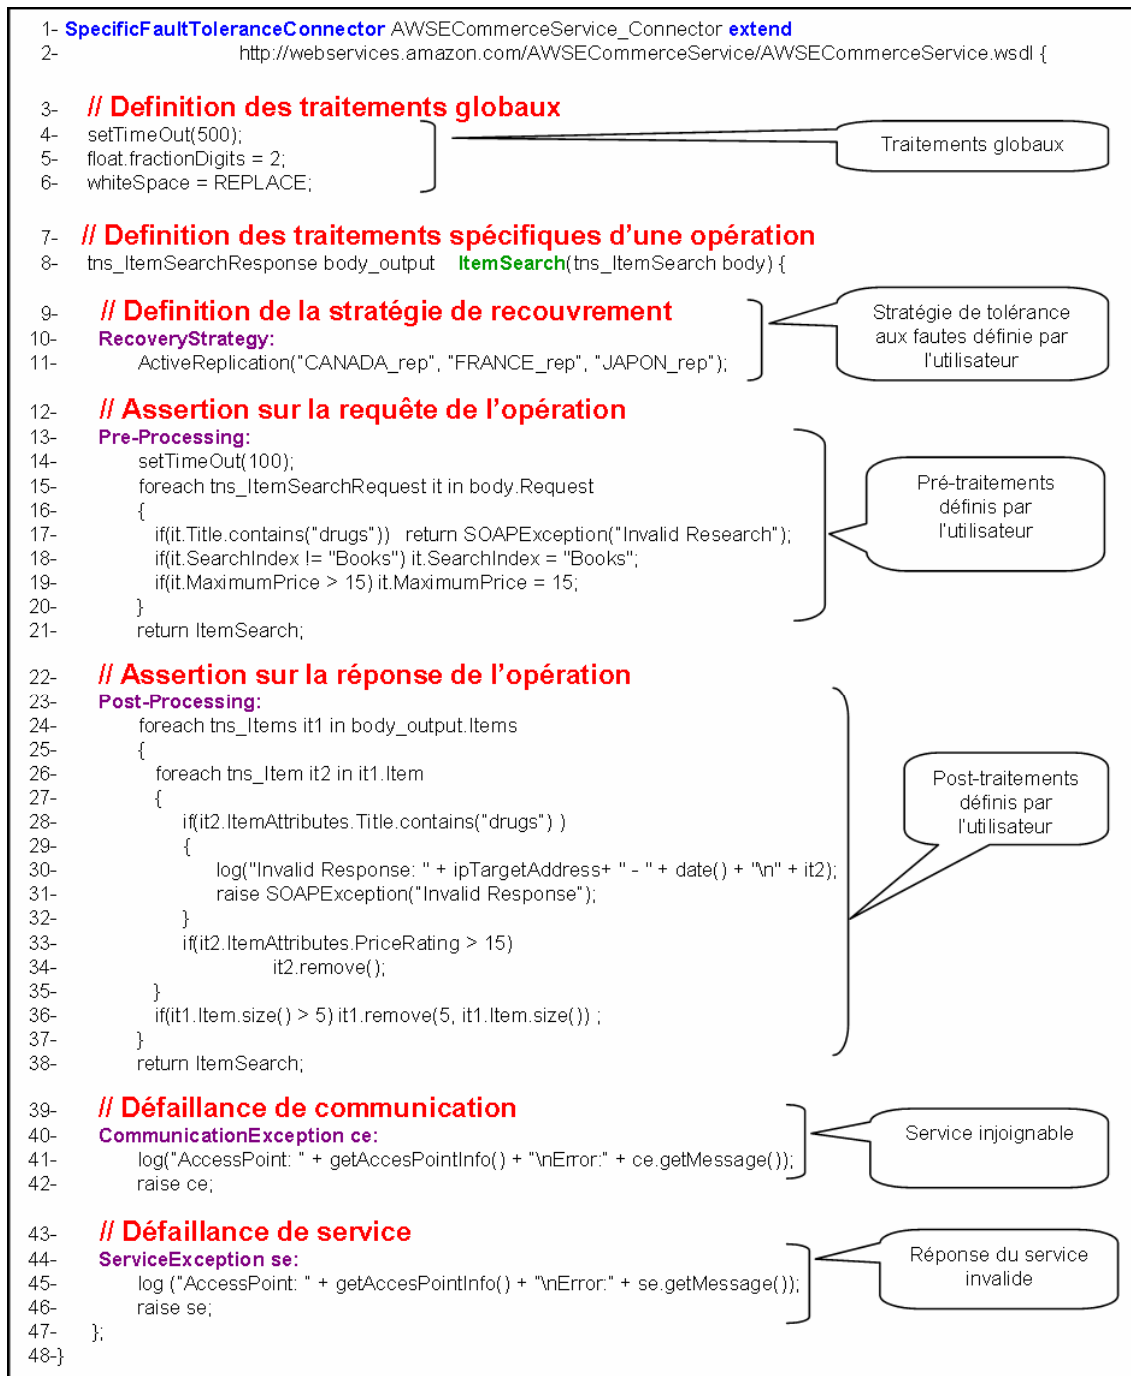 1- SpecificFaultToleranceConnector AWSECommerceService_Connector extend
2- http://webservices.amazon.com/AWSECommerceService/AWSECommerceService.wsdl {
3- // Definition des traitements globaux
4- setTimeOut(500);
5- float.fractionDigits = 2;
6- whiteSpace = REPLACE;
Traitements globaux
7- // Definition des traitements spécifiques d'une opération
8- tns_ItemSearchResponse body_output ItemSearch(tns_ItemSearch body) {
9- // Definition de la stratégie de recouvrement
10- RecoveryStrategy:
11- ActiveReplication("CANADA_rep", "FRANCE_rep", "JAPON_rep");
Stratégie de tolérance
aux fautes définie par
l'utilisateur
12- // Assertion sur la requête de l'opération
13- Pre-Processing:
14- setTimeOut(100);
15- foreach tns_ItemSearchRequest it in body.Request
16- {
17- if(it.Title.contains("drugs")) return SOAPException("Invalid Research");
18- if(it.SearchIndex != "Books") it.SearchIndex = "Books";
19- if(it.MaximumPrice > 15) it.MaximumPrice = 15;
20- }
21- return ItemSearch;
Pré-traitements
définis par
l'utilisateur
22- // Assertion sur la réponse de l'opération
23- Post-Processing:
24- foreach tns_Items it1 in body_output.Items
25- {
26- foreach tns_Item it2 in it1.Item
27- {
28- if(it2.ItemAttributes.Title.contains("drugs") )
29- {
30- log("Invalid Response: " + ipTargetAddress+ " - " + date() + "\n" + it2);
31- raise SOAPException("Invalid Response");
32- }
33- if(it2.ItemAttributes.PriceRating > 15)
34- it2.remove();
35- }
36- if(it1.Item.size() > 5) it1.remove(5, it1.Item.size()) ;
37- }
38- return ItemSearch;
Post-traitements
définis par
l'utilisateur
39- // Défaillance de communication
40- CommunicationException ce:
41- log("AccessPoint: " + getAccesPointInfo() + "\nError:" + ce.getMessage());
42- raise ce;
Service injoignable
43- // Défaillance de service
44- ServiceException se:
45- log ("AccessPoint: " + getAccesPointInfo() + "\nError:" + se.getMessage());
46- raise se;
47- };
48-}
Réponse du service
invalide